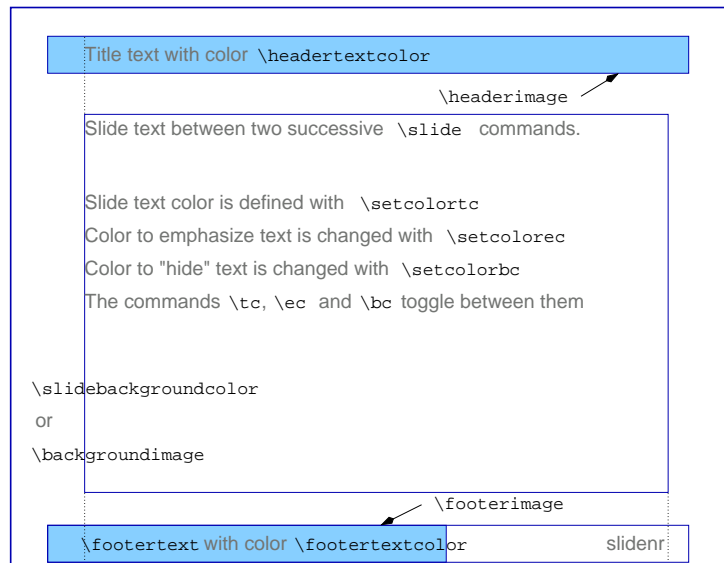 Title text with color \headertextcolor
\headerimage
Slide text between two successive \slide commands.
Slide text color is defined with \setcolortc
Color to emphasize text is changed with \setcolorec
Color to "hide" text is changed with \setcolorbc
The commands \tc, \ec and \bc toggle between them
\slidebackgroundcolor
or
\backgroundimage
\footerimage
\footertext with color \footertextcolor slidenr